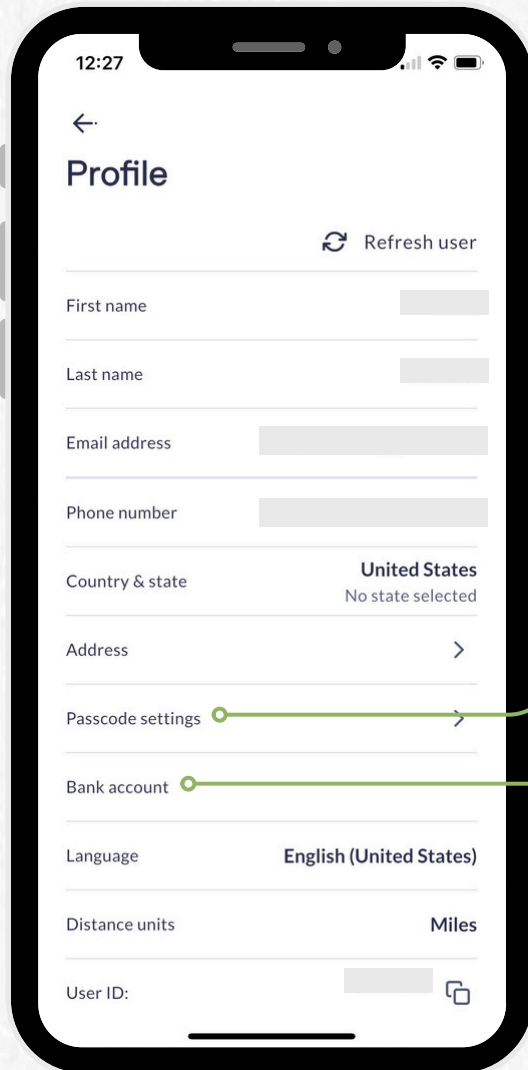 12:27
Profile
Refresh user
First name
Last name
Email address
Phone number
Country & state United States
No state selected
Address
Passcode settings
Bank account
Language English (United States)
Distance units Miles
User ID: